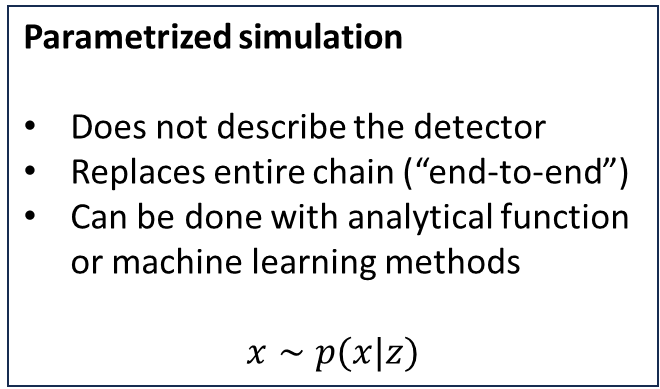 Parametrized simulation
• Does not describe the detector
• Replaces entire chain (“end-to-end”)
• Can be done with analytical function
or machine learning methods
𝑥 ~ 𝑝(𝑥|𝑧)